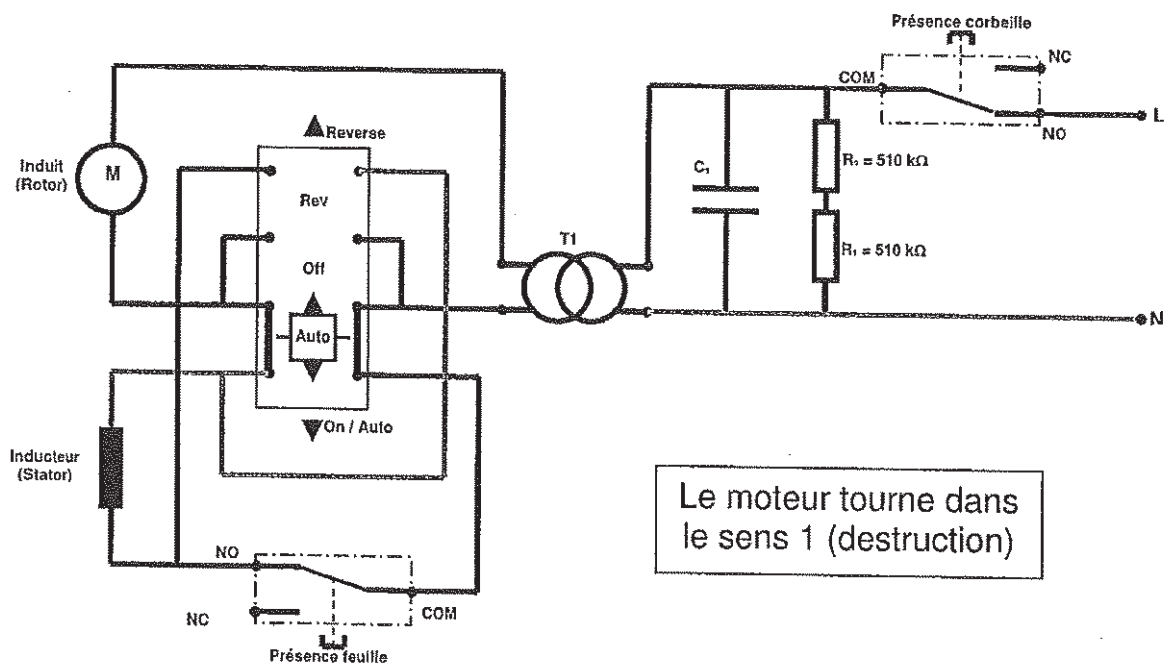 Présence corbeille
NC
COM
L
NO
Reverse
Induit
(Rotor)
M
Rev
C₁
R₁ = 510 kΩ
T1
Off
R₁ = 510 kΩ
Auto
N
On / Auto
Inducteur
(Stator)
Le moteur tourne dans
le sens 1 (destruction)
NO
NC
COM
Présence feuille